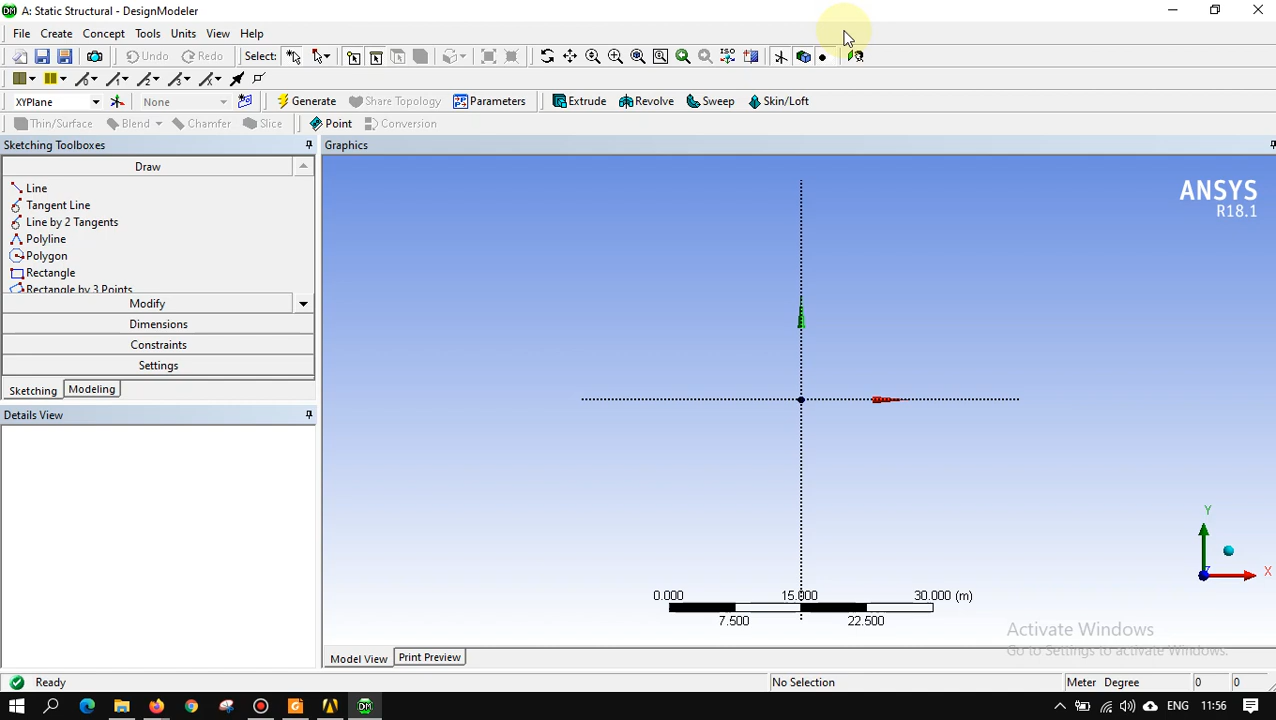 A: Static Structural - DesignModeler
File Create Concept Tools Units View Help
Undo Redo Select: ISO
XYPlane None Generate Share Topology Parameters Extrude Revolve Sweep Skin/Loft
Thin/Surface Blend Chamfer Slice Point Conversion
Sketching Toolboxes
Draw
Line
Tangent Line
Line by 2 Tangents
Polyline
Polygon
Rectangle
Rectangle by 3 Points
Modify
Dimensions
Constraints
Settings
Sketching Modeling
Details View
Graphics
ANSYS
R18.1
Y
X
Z
0.000 15.000 30.000 (m)
7.500 22.500
Activate Windows
Go to Settings to activate Windows.
Model View Print Preview
Ready No Selection Meter Degree 0 0
ENG 11:56